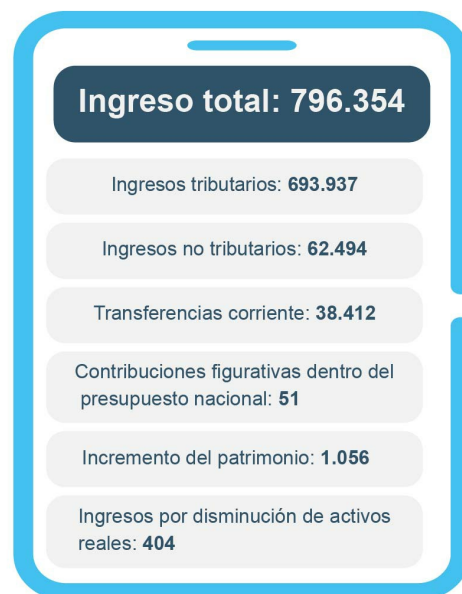 Ingreso total: 796.354
Ingresos tributarios: 693.937
Ingresos no tributarios: 62.494
Transferencias corriente: 38.412
Contribuciones figurativas dentro del
presupuesto nacional: 51
Incremento del patrimonio: 1.056
Ingresos por disminución de activos
reales: 404